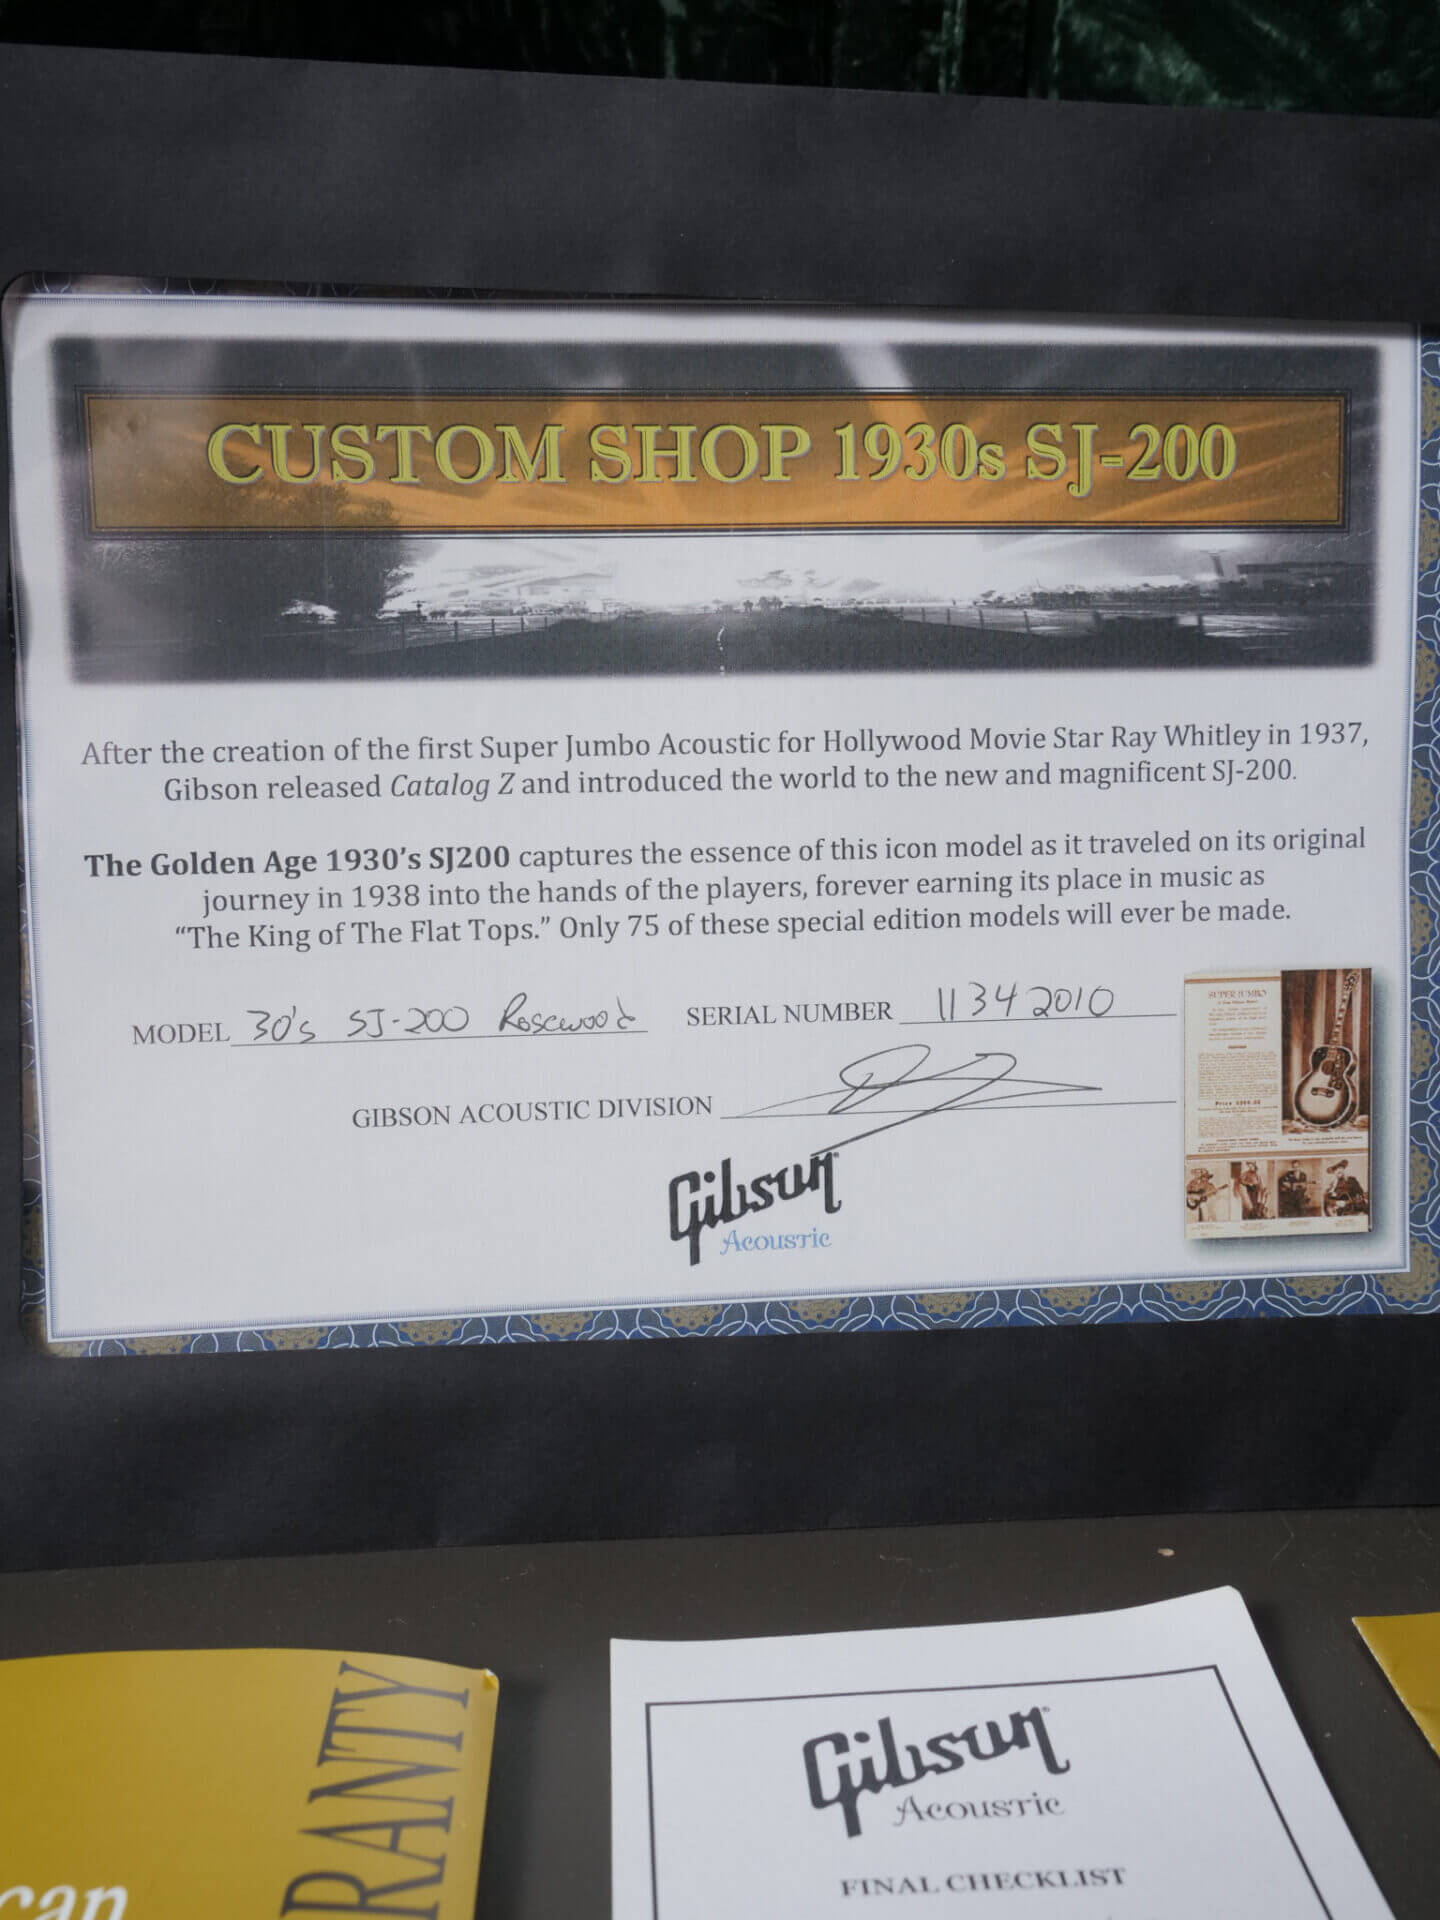 CUSTOM SHOP 1930s SJ-200
After the creation of the first Super Jumbo Acoustic for Hollywood Movie Star Ray Whitley in 1937,
Gibson released Catalog Z and introduced the world to the new and magnificent SJ-200.
The Golden Age 1930's SJ200 captures the essence of this icon model as it traveled on its original
journey in 1938 into the hands of the players, forever earning its place in music as
“The King of The Flat Tops.” Only 75 of these special edition models will ever be made.
MODEL 30's SJ-200 Rosewood SERIAL NUMBER 11342010
GIBSON ACOUSTIC DIVISION
Gibson
Acoustic
SUPER JUMBO
RANTY
can
Gibson
Acoustic
FINAL CHECKLIST